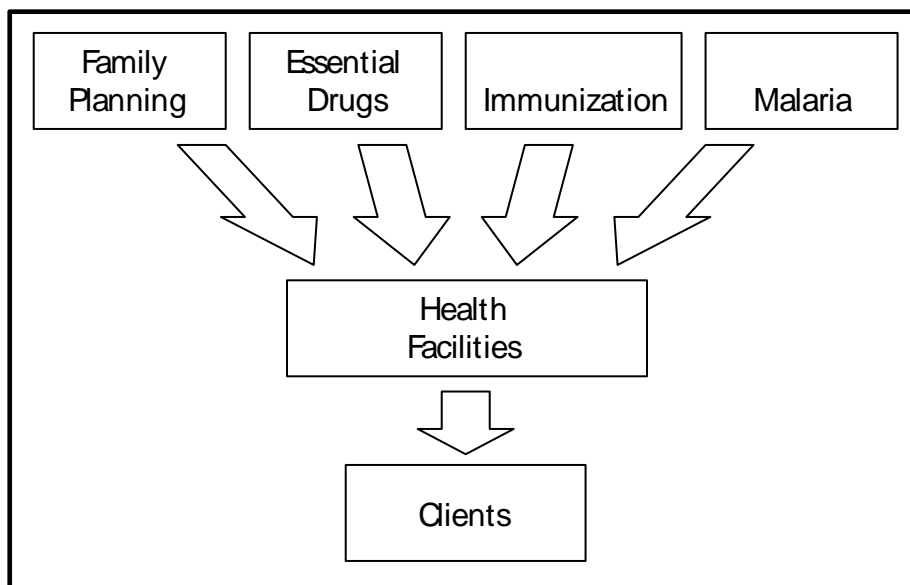 Family
Planning
Essential
Drugs
Immunization
Malaria
Health
Facilities
Clients